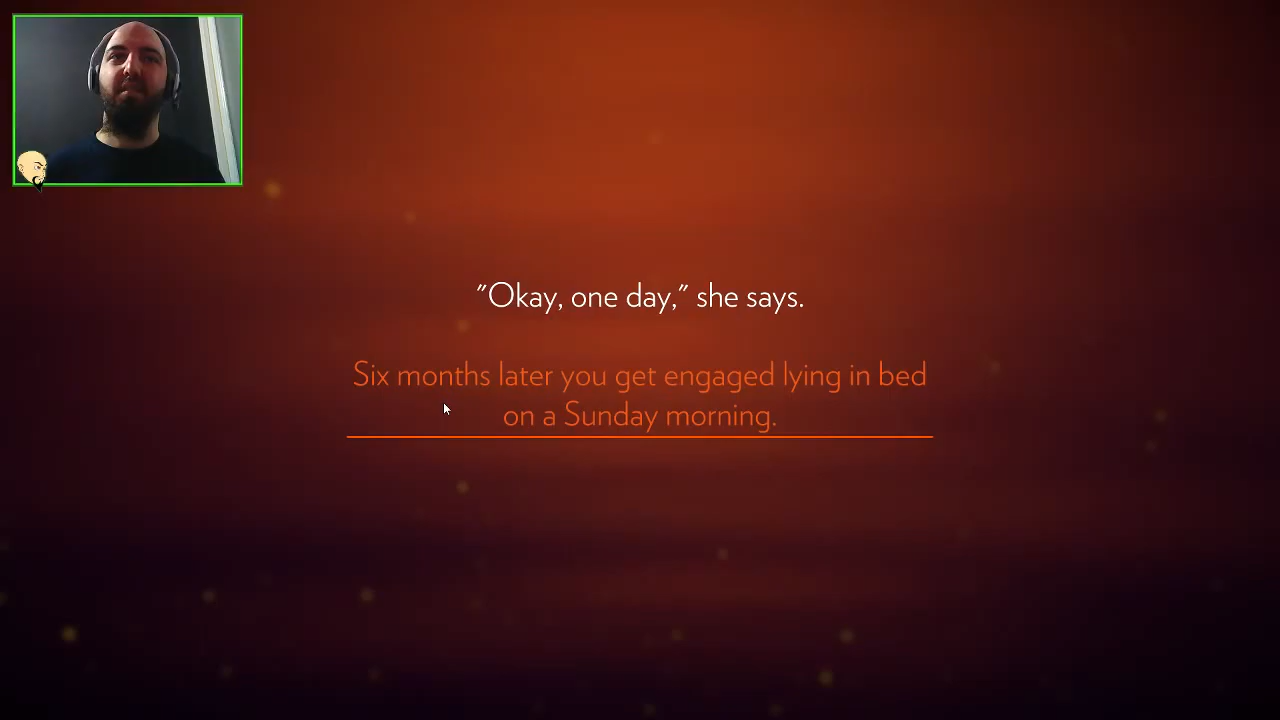 "Okay, one day," she says.
Six months later you get engaged lying in bed
on a Sunday morning.